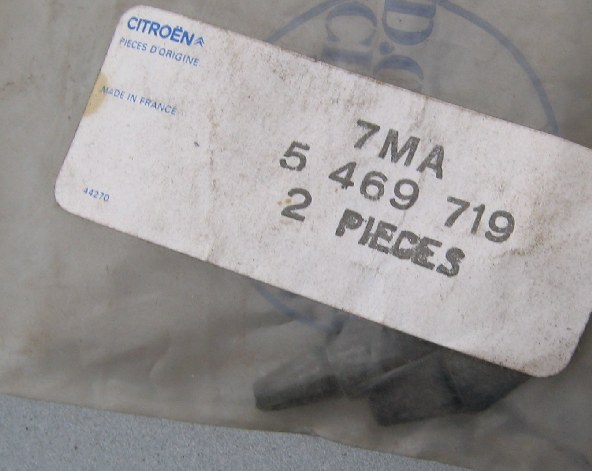 CITROËN
PIECES D'ORIGINE
MADE IN FRANCE
7MA
5 469 719
2 PIECES
44270